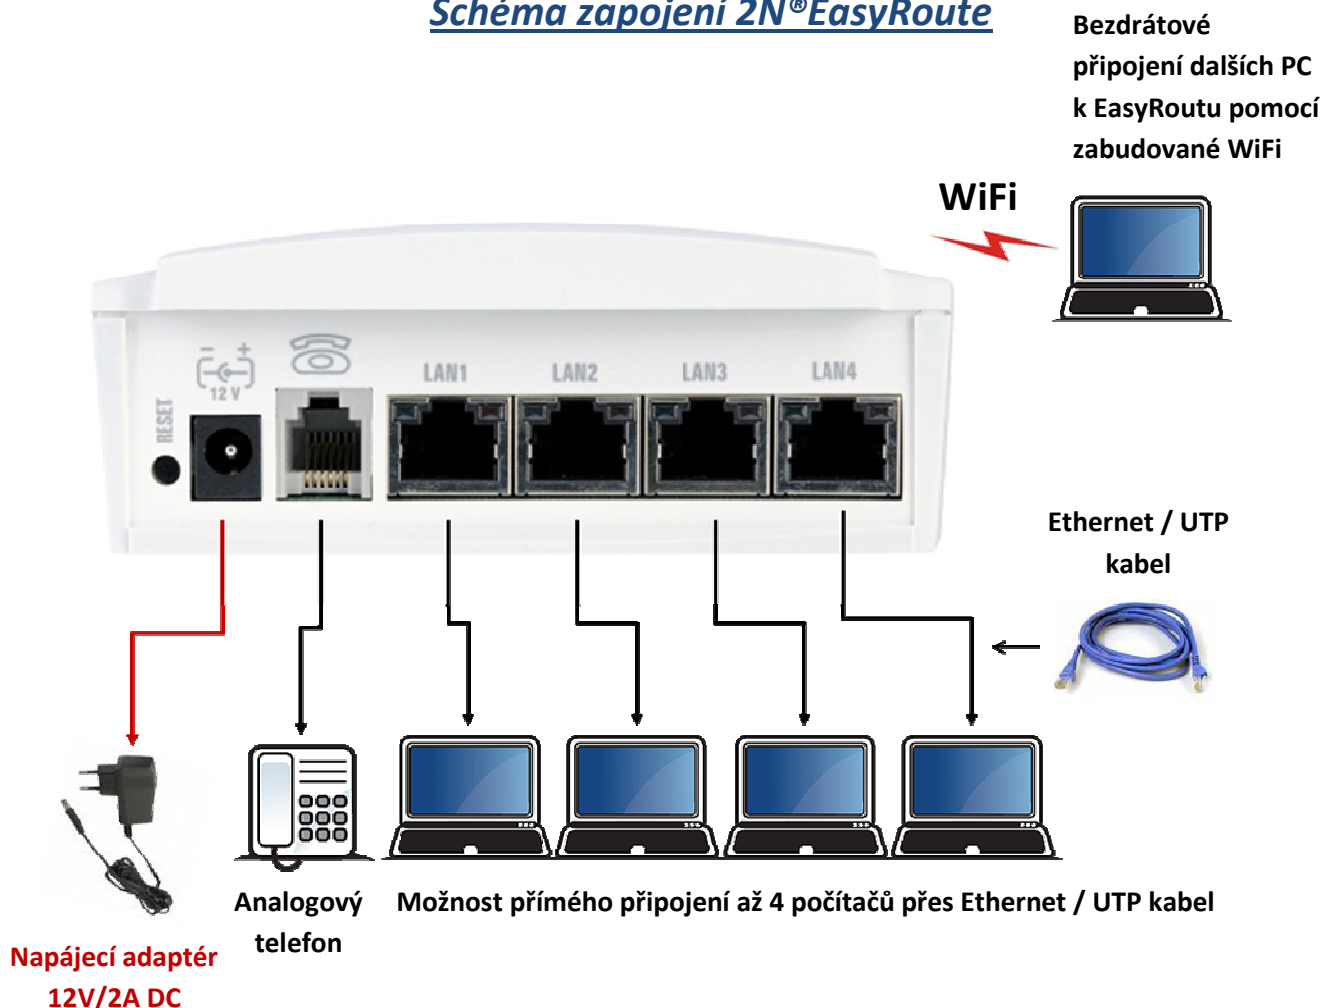 Schéma zapojení 2N®EasyRoute
Bezdrátové
připojení dalších PC
k EasyRoutu pomocí
zabudované WiFi
WiFi
- +
12 V
RESET
LAN1
LAN2
LAN3
LAN4
Ethernet / UTP
kabel
Analogový
telefon
Možnost přímého připojení až 4 počítačů přes Ethernet / UTP kabel
Napájecí adaptér
12V/2A DC